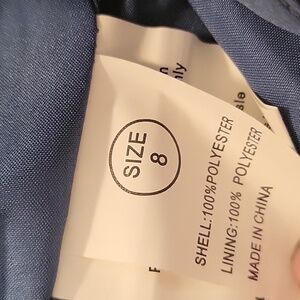 SIZE
8
SHELL:100%POLYESTER
LINING:100% POLYESTER
MADE IN CHINA